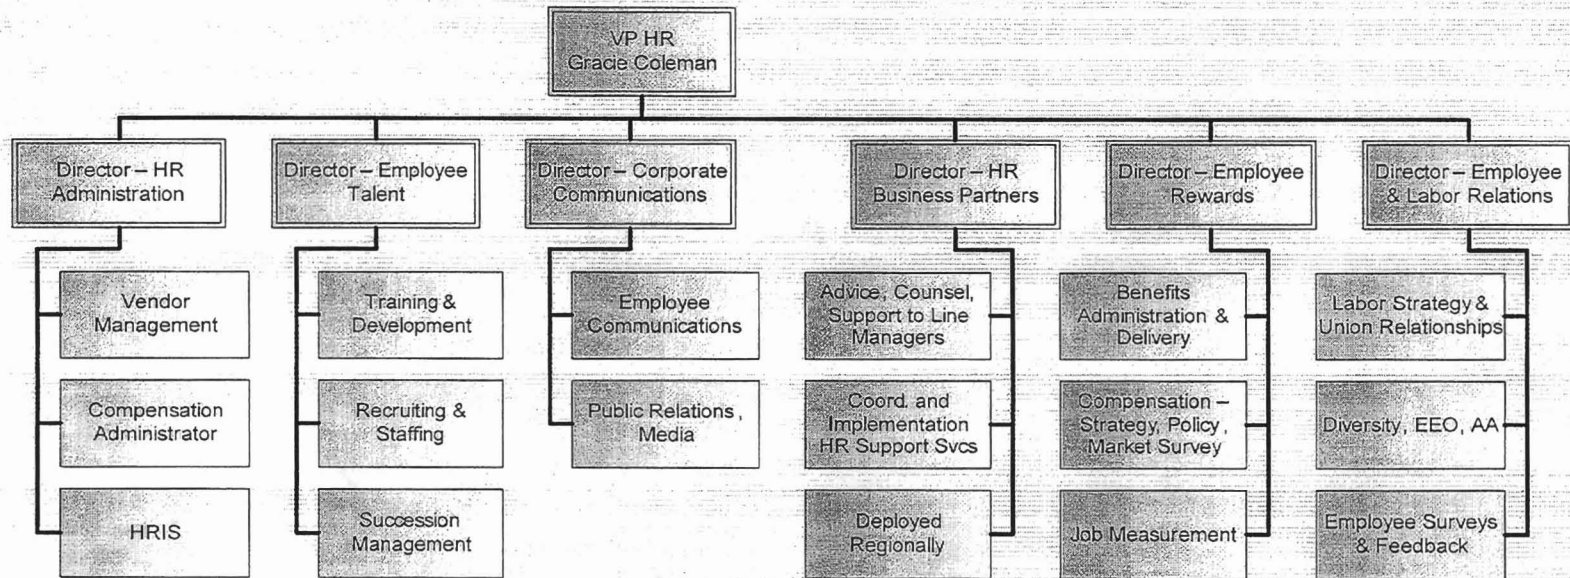 VP HR
Gracie Coleman
Director – HR
Administration
Director – Employee
Talent
Director – Corporate
Communications
Director – HR
Business Partners
Director – Employee
Rewards
Director – Employee
& Labor Relations
Vendor
Management
Training &
Development
Employee
Communications
Advice, Counsel,
Support to Line
Managers
Benefits
Administration &
Delivery
Labor Strategy &
Union Relationships
Compensation
Administrator
Recruiting &
Staffing
Public Relations,
Media
Coord. and
Implementation
HR Support Svcs
Compensation –
Strategy, Policy,
Market Survey
Diversity, EEO, AA
HRIS
Succession
Management
Deployed
Regionally
Job Measurement
Employee Surveys
& Feedback